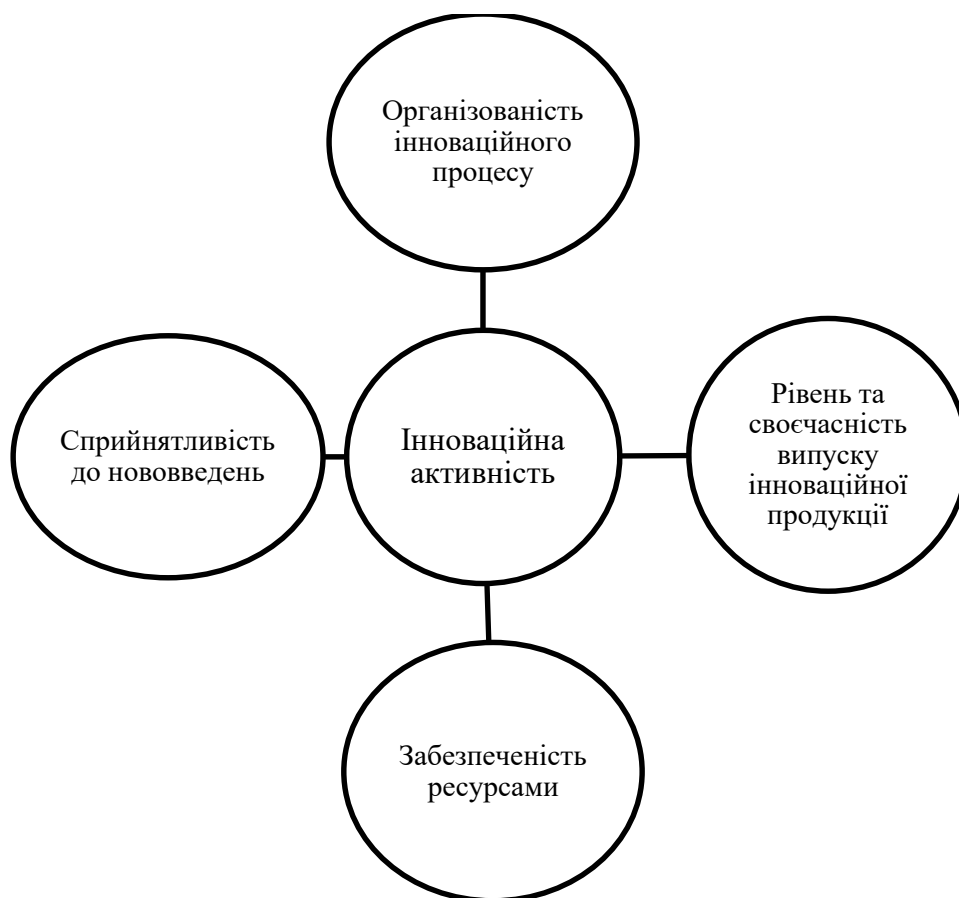 Організованість
інноваційного
процесу
Сприйнятливість
до нововведень
Інноваційна
активність
Рівень та
своєчасність
випуску
інноваційної
продукції
Забезпеченість
ресурсами